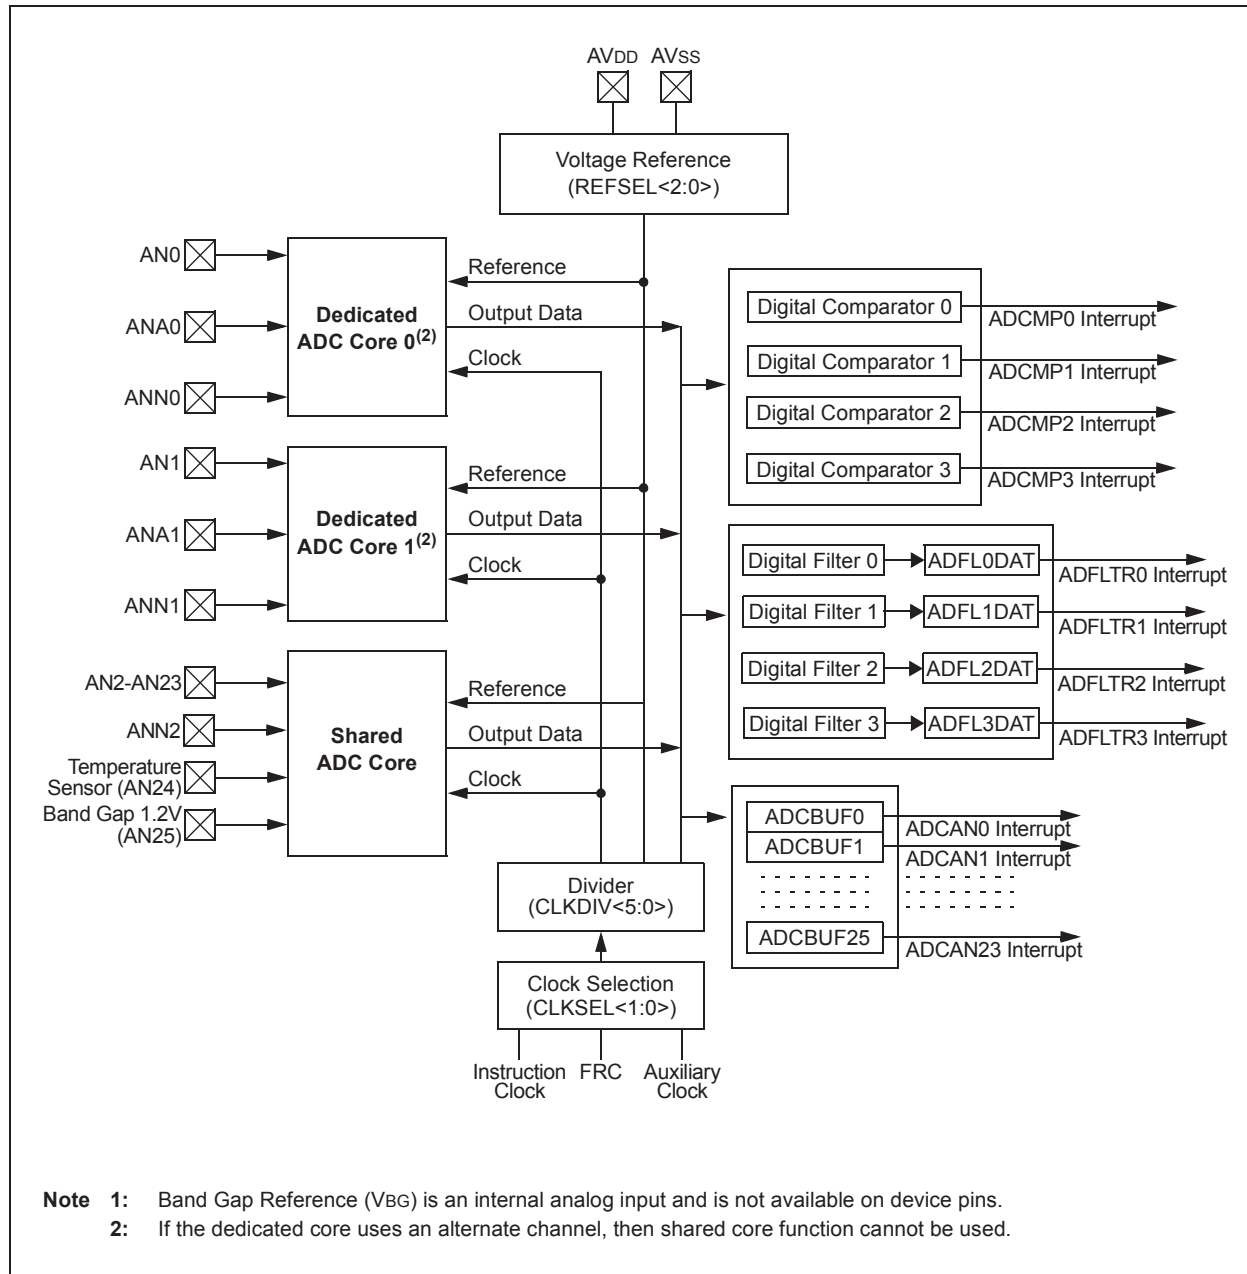 AVDD AVSS
Voltage Reference
(REFSEL<2:0>)
AN0
ANA0
ANN0
Dedicated
ADC Core 0(2)
Reference
Output Data
Clock
AN1
ANA1
ANN1
Dedicated
ADC Core 1(2)
Reference
Output Data
Clock
AN2-AN23
ANN2
Temperature
Sensor (AN24)
Band Gap 1.2V
(AN25)
Shared
ADC Core
Reference
Output Data
Clock
Digital Comparator 0
ADCMP0 Interrupt
Digital Comparator 1
ADCMP1 Interrupt
Digital Comparator 2
ADCMP2 Interrupt
Digital Comparator 3
ADCMP3 Interrupt
Digital Filter 0
ADFL0DAT
ADFLTR0 Interrupt
Digital Filter 1
ADFL1DAT
ADFLTR1 Interrupt
Digital Filter 2
ADFL2DAT
ADFLTR2 Interrupt
Digital Filter 3
ADFL3DAT
ADFLTR3 Interrupt
ADCBUF0
ADCAN0 Interrupt
ADCBUF1
ADCAN1 Interrupt
ADCBUF25
ADCAN23 Interrupt
Divider
(CLKDIV<5:0>)
Clock Selection
(CLKSEL<1:0>)
Instruction
Clock
FRC
Auxiliary
Clock
Note 1: Band Gap Reference (VBG) is an internal analog input and is not available on device pins.
2: If the dedicated core uses an alternate channel, then shared core function cannot be used.